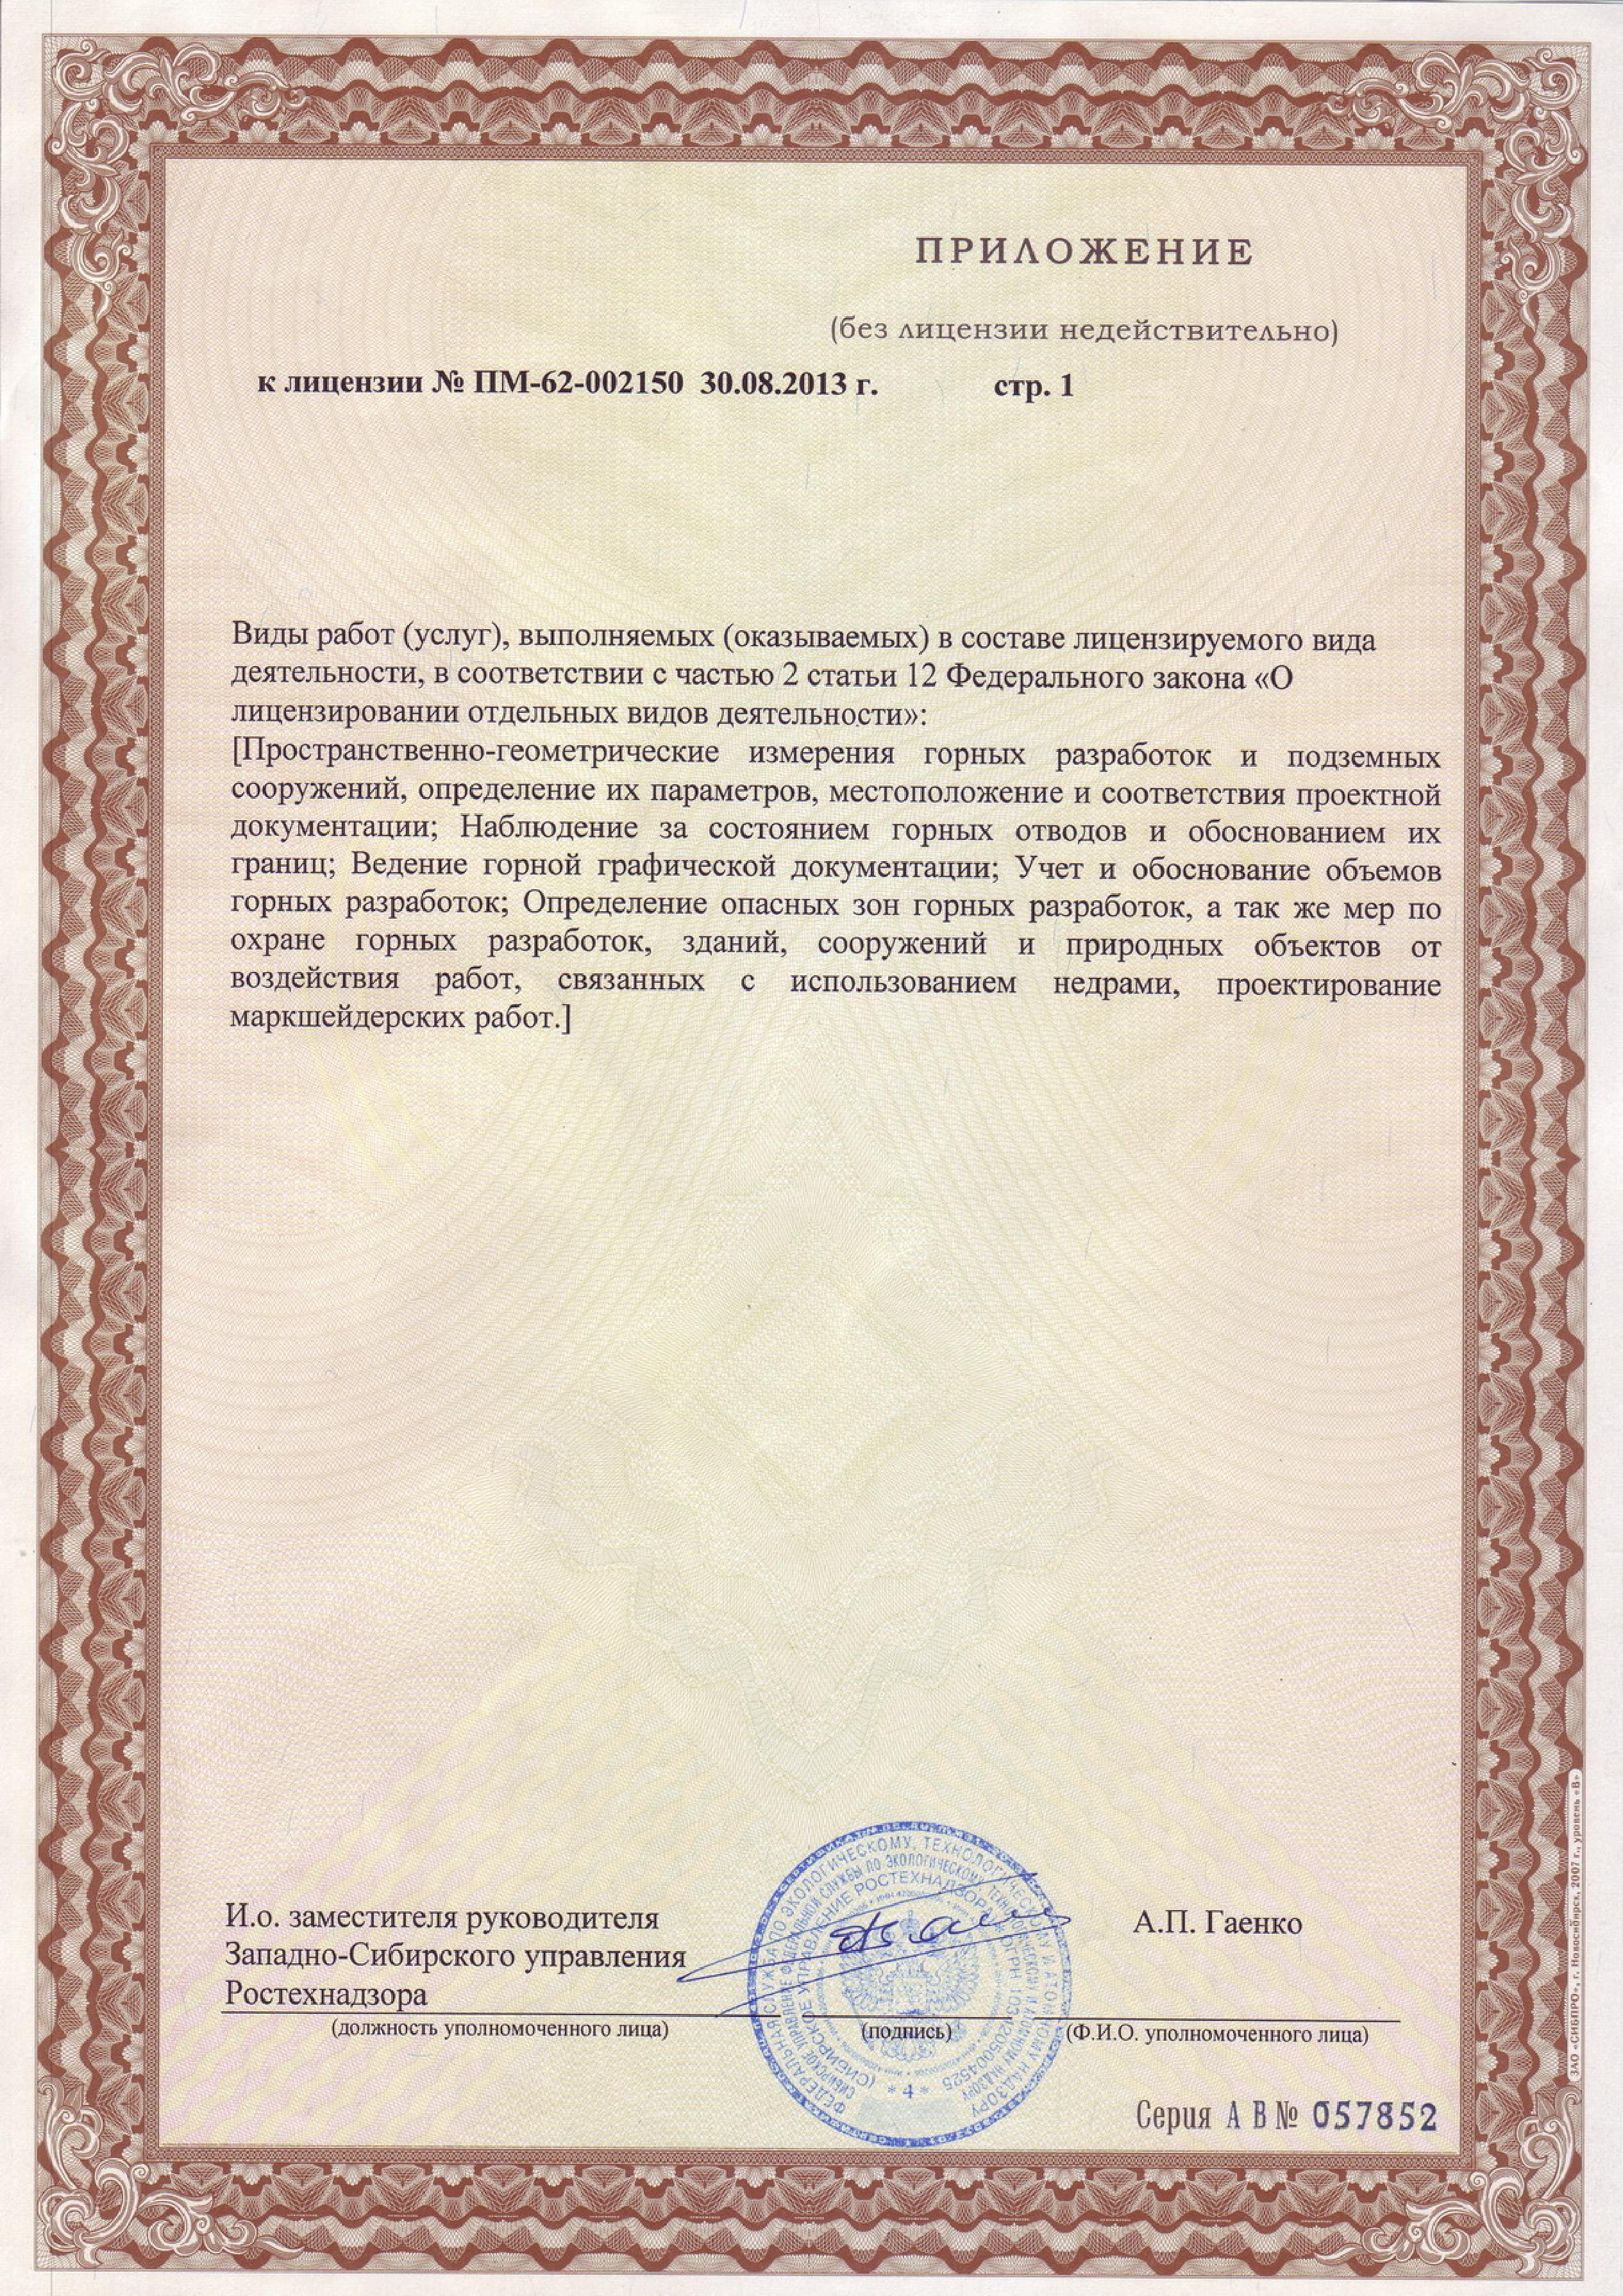 ПРИЛОЖЕНИЕ
(без лицензии недействительно)
к лицензии № ПМ-62-002150 30.08.2013 г. стр. 1
Виды работ (услуг), выполняемых (оказываемых) в составе лицензируемого вида
деятельности, в соответствии с частью 2 статьи 12 Федерального закона «О
лицензировании отдельных видов деятельности»:
[Пространственно-геометрические измерения горных разработок и подземных
сооружений, определение их параметров, местоположение и соответствия проектной
документации; Наблюдение за состоянием горных отводов и обоснованием их
границ; Ведение горной графической документации; Учет и обоснование объемов
горных разработок; Определение опасных зон горных разработок, а так же мер по
охране горных разработок, зданий, сооружений и природных объектов от
воздействия работ, связанных с использованием недрами, проектирование
маркшейдерских работ.]
И.о. заместителя руководителя
Западно-Сибирского управления
Ростехнадзора
А.П. Гаенко
(должность уполномоченного лица) (подпись) (Ф.И.О. уполномоченного лица)
ФЕДЕРАЛЬНАЯ СЛУЖБА ПО ЭКОЛОГИЧЕСКОМУ, ТЕХНОЛОГИЧЕСКОМУ И АТОМНОМУ НАДЗОРУ
СИБИРСКОЕ УПРАВЛЕНИЕ ФЕДЕРАЛЬНОЙ СЛУЖБЫ ПО ЭКОЛОГИЧЕСКОМУ, ТЕХНОЛОГИЧЕСКОМУ И АТОМНОМУ НАДЗОРУ
(СИБИРСКОЕ УПРАВЛЕНИЕ РОСТЕХНАДЗОРА)
* 4 *
Серия А В № 057852
ЗАО «СИБПРО», г. Новосибирск, 2007 г., уровень «В»